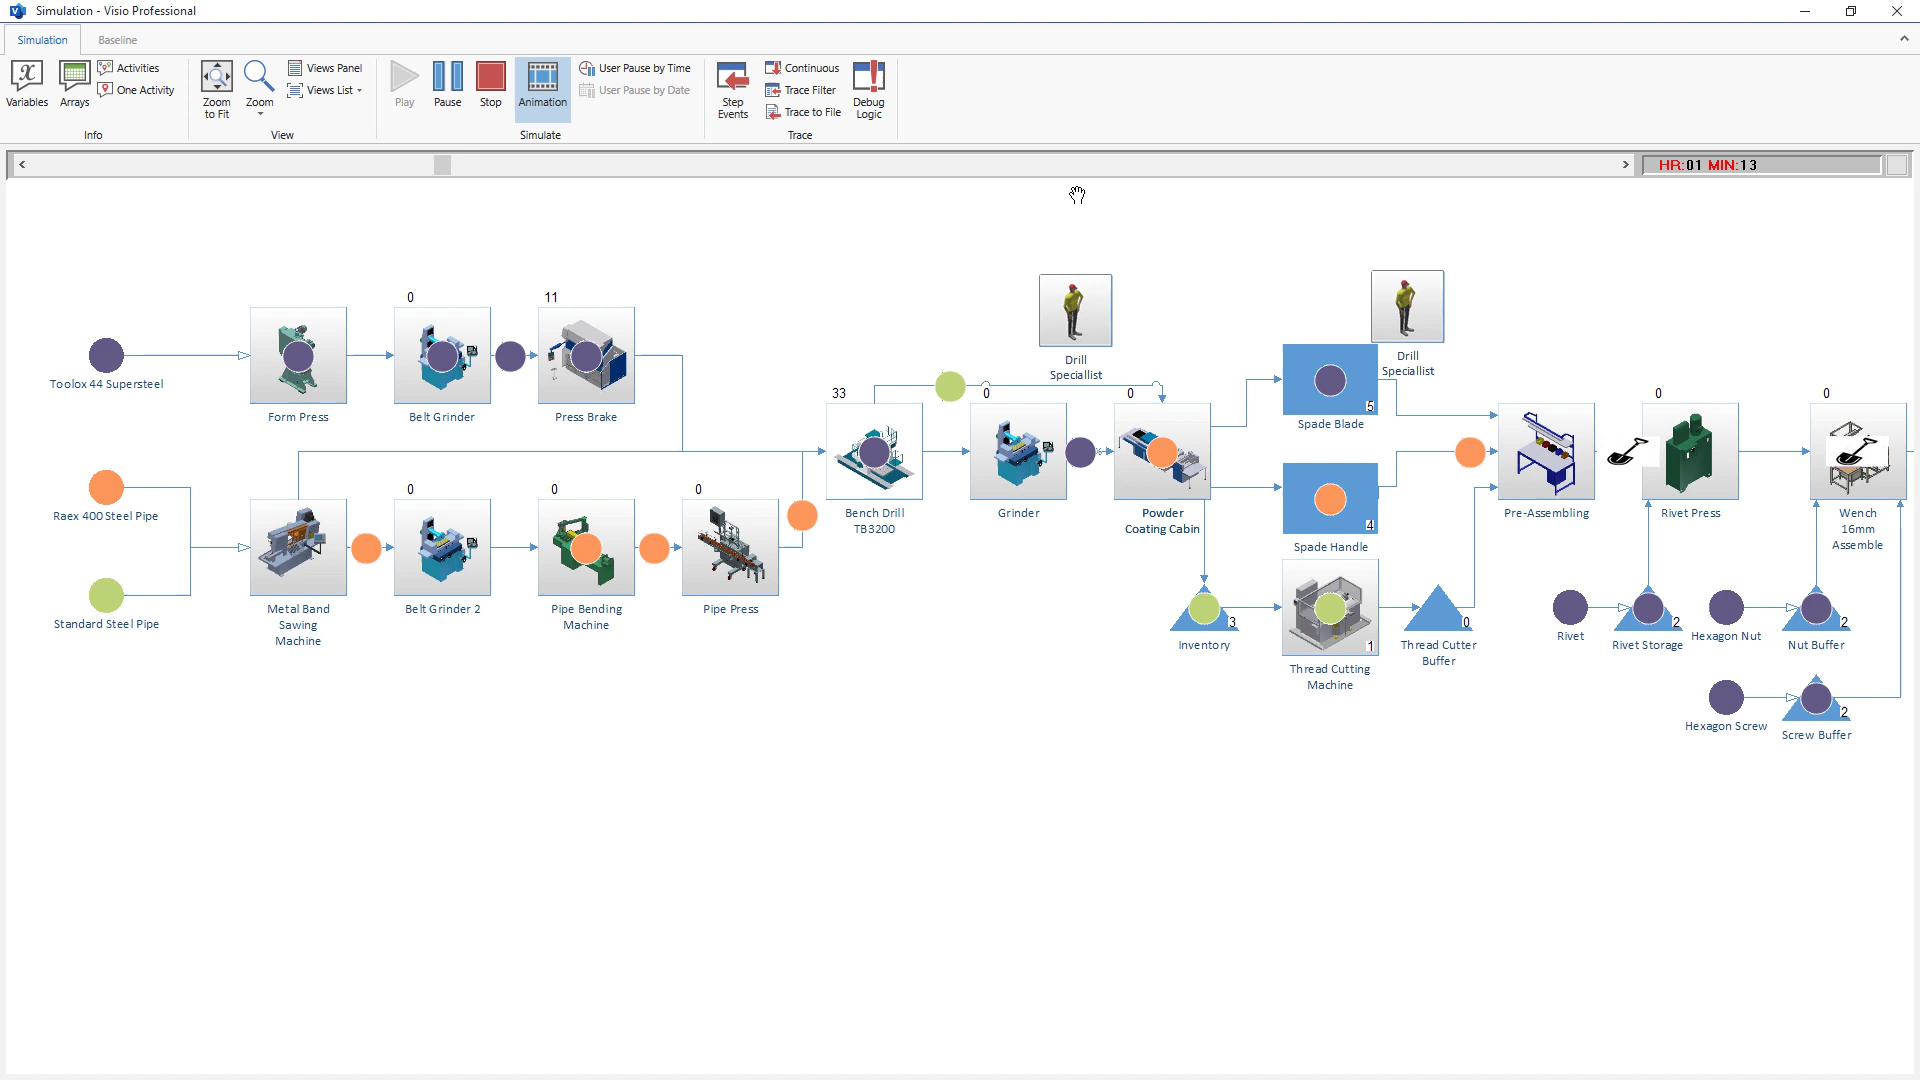 Simulation - Visio Professional
Simulation
Baseline
Variables
Arrays
Activities
One Activity
Info
Zoom
to Fit
Zoom
Views Panel
Views List
View
Play
Pause
Stop
Animation
User Pause by Time
User Pause by Date
Simulate
Step
Events
Continuous
Trace Filter
Trace to File
Debug
Logic
Trace
HR:01 MIN:13
Toolox 44 Supersteel
Form Press
0
Belt Grinder
11
Press Brake
Raex 400 Steel Pipe
Standard Steel Pipe
Metal Band
Sawing
Machine
0
Belt Grinder 2
0
Pipe Bending
Machine
0
Pipe Press
33
Bench Drill
TB3200
0
Grinder
Drill
Speciallist
0
Powder
Coating Cabin
Drill
Speciallist
5
Spade Blade
4
Spade Handle
3
Inventory
1
Thread Cutting
Machine
0
Thread Cutter
Buffer
Pre-Assembling
0
Rivet Press
0
Wench
16mm
Assemble
Rivet
2
Rivet Storage
Hexagon Nut
2
Nut Buffer
Hexagon Screw
2
Screw Buffer